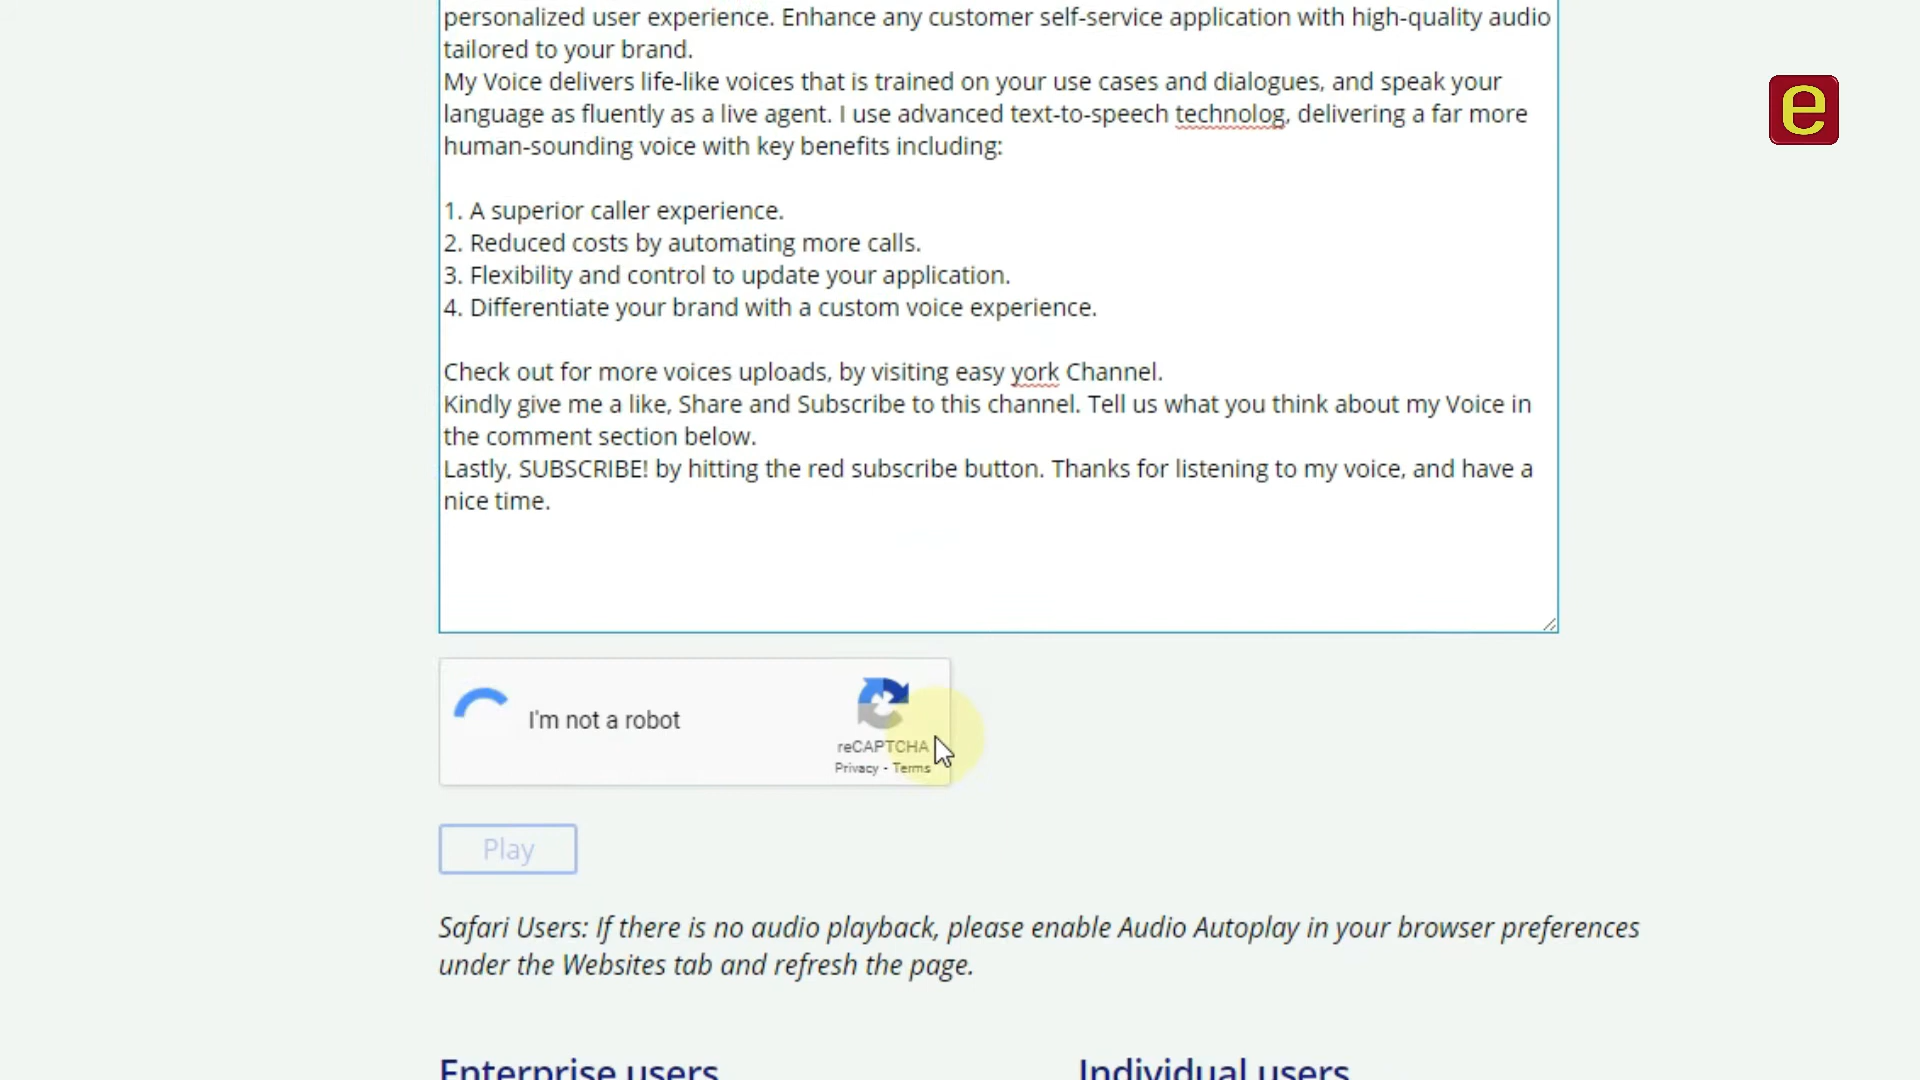 personalized user experience. Enhance any customer self-service application with high-quality audio
tailored to your brand.
My Voice delivers life-like voices that is trained on your use cases and dialogues, and speak your
language as fluently as a live agent. I use advanced text-to-speech technolog, delivering a far more
human-sounding voice with key benefits including:
1. A superior caller experience.
2. Reduced costs by automating more calls.
3. Flexibility and control to update your application.
4. Differentiate your brand with a custom voice experience.
Check out for more voices uploads, by visiting easy york Channel.
Kindly give me a like, Share and Subscribe to this channel. Tell us what you think about my Voice in
the comment section below.
Lastly, SUBSCRIBE! by hitting the red subscribe button. Thanks for listening to my voice, and have a
nice time.
I'm not a robot
reCAPTCHA
Privacy - Terms
Play
Safari Users: If there is no audio playback, please enable Audio Autoplay in your browser preferences
under the Websites tab and refresh the page.
Enterprise users
Individual users
e